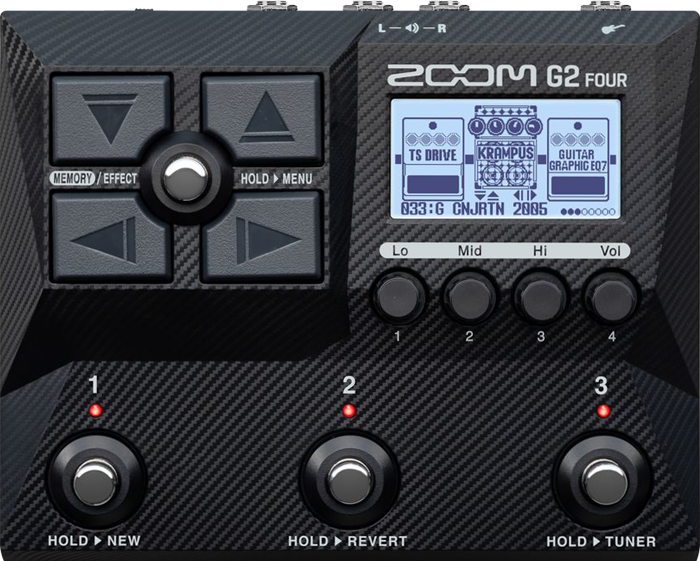 L R
ZOOM G2 FOUR
TS DRIVE
KRAMPUS
GUITAR
GRAPHIC EQ7
033:G CNJRTN 2005
MEMORY / EFFECT
HOLD MENU
Lo Mid Hi Vol
1 2 3 4
1 2 3
HOLD NEW
HOLD REVERT
HOLD TUNER